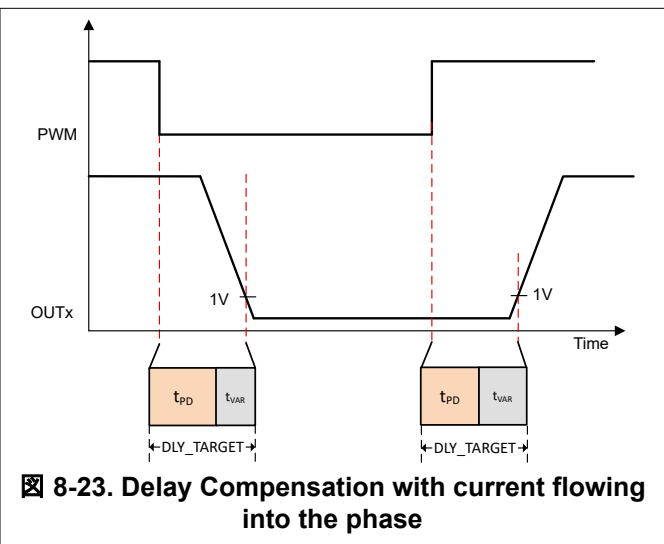 PWM
1V
1V
OUTx
Time
tPD
tVAR
tPD
tVAR
DLY_TARGET
DLY_TARGET
図 8-23. Delay Compensation with current flowing
into the phase